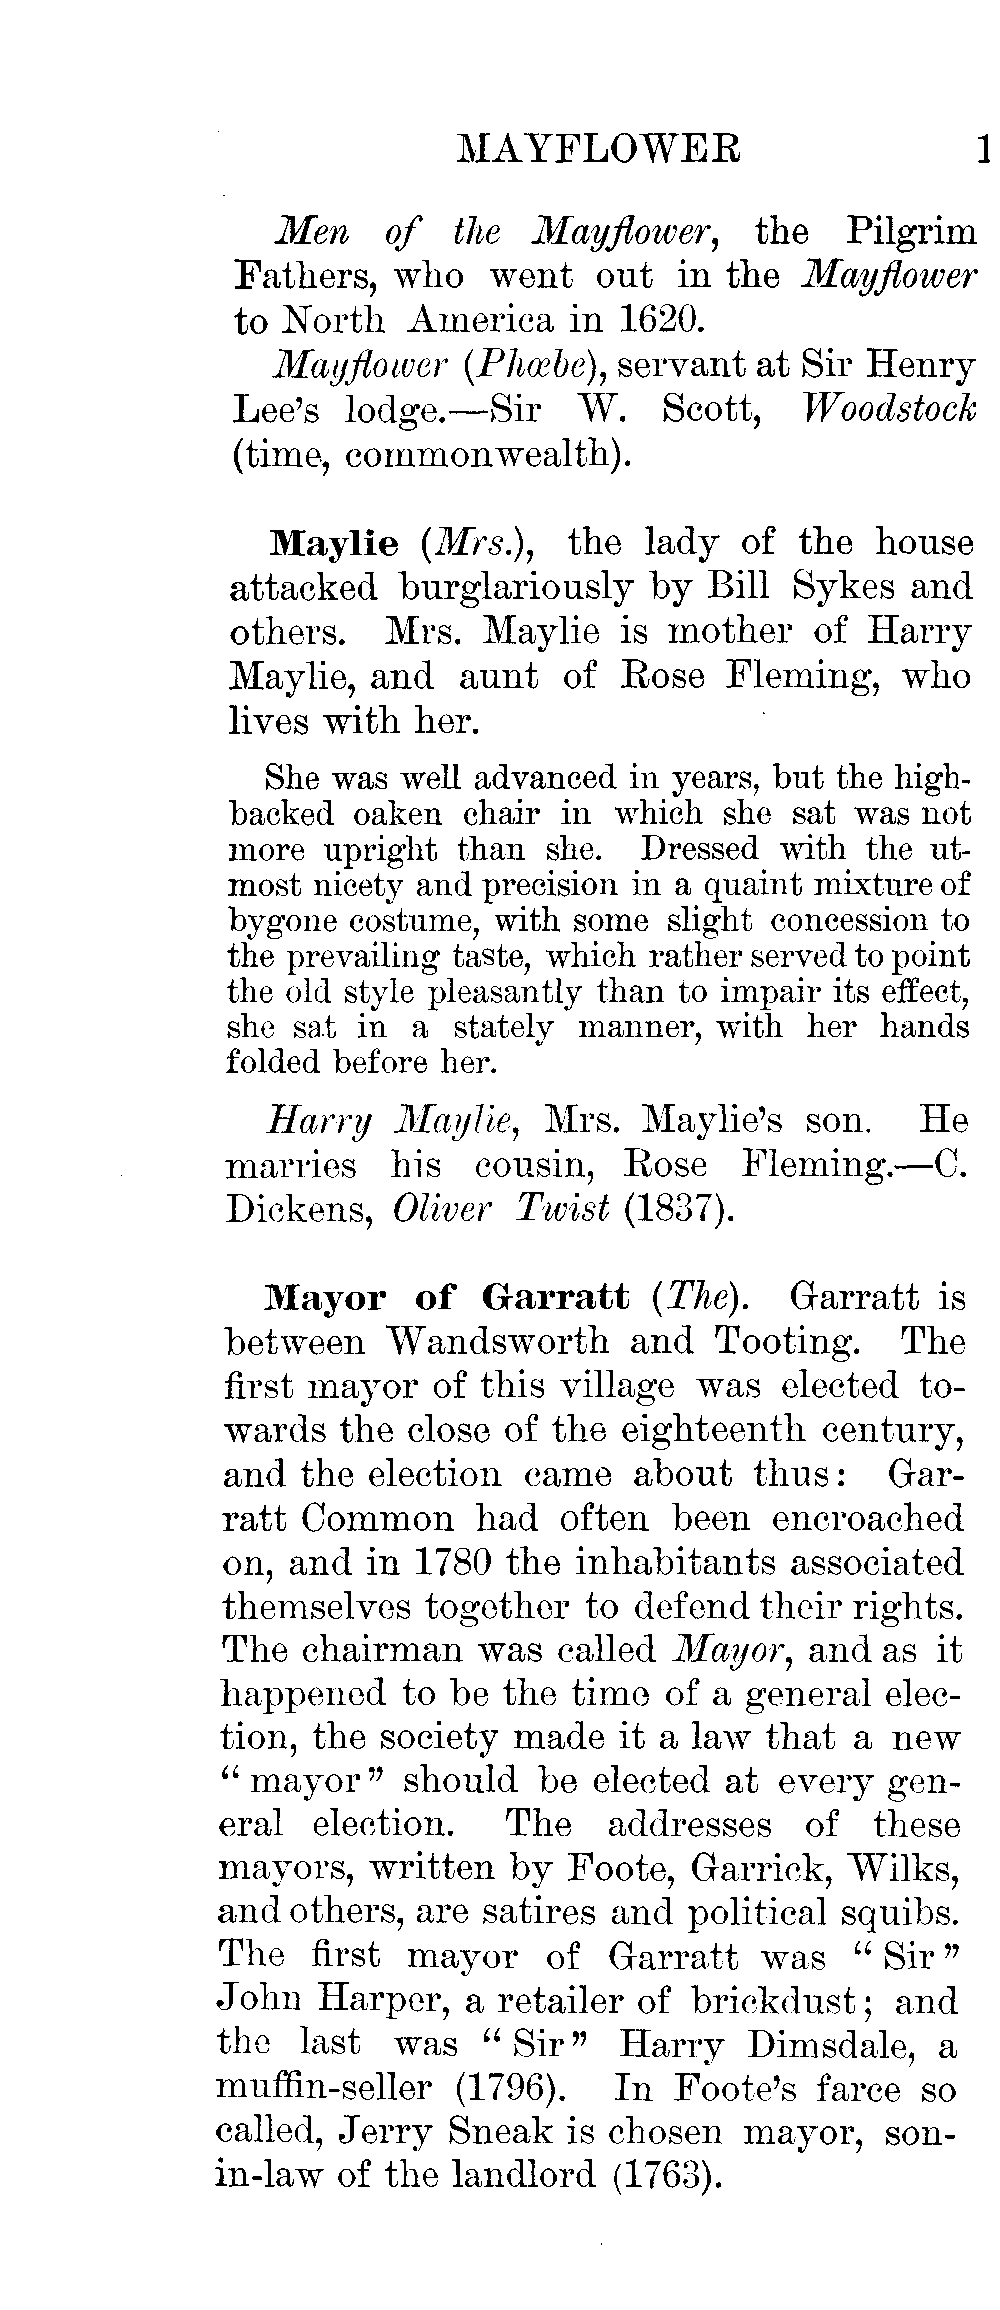 MAYFLOWER 1
Men of the Mayflower, the Pilgrim
Fathers, who went out in the Mayflower
to North America in 1620.
Mayflower (Phœbe), servant at Sir Henry
Lee's lodge.—Sir W. Scott, Woodstock
(time, commonwealth).
Maylie (Mrs.), the lady of the house
attacked burglariously by Bill Sykes and
others. Mrs. Maylie is mother of Harry
Maylie, and aunt of Rose Fleming, who
lives with her.
She was well advanced in years, but the high-
backed oaken chair in which she sat was not
more upright than she. Dressed with the ut-
most nicety and precision in a quaint mixture of
bygone costume, with some slight concession to
the prevailing taste, which rather served to point
the old style pleasantly than to impair its effect,
she sat in a stately manner, with her hands
folded before her.
Harry Maylie, Mrs. Maylie's son. He
marries his cousin, Rose Fleming.—C.
Dickens, Oliver Twist (1837).
Mayor of Garratt (The). Garratt is
between Wandsworth and Tooting. The
first mayor of this village was elected to-
wards the close of the eighteenth century,
and the election came about thus: Gar-
ratt Common had often been encroached
on, and in 1780 the inhabitants associated
themselves together to defend their rights.
The chairman was called Mayor, and as it
happened to be the time of a general elec-
tion, the society made it a law that a new
“mayor” should be elected at every gen-
eral election. The addresses of these
mayors, written by Foote, Garrick, Wilks,
and others, are satires and political squibs.
The first mayor of Garratt was “Sir”
John Harper, a retailer of brickdust; and
the last was “Sir” Harry Dimsdale, a
muffin-seller (1796). In Foote's farce so
called, Jerry Sneak is chosen mayor, son-
in-law of the landlord (1763).